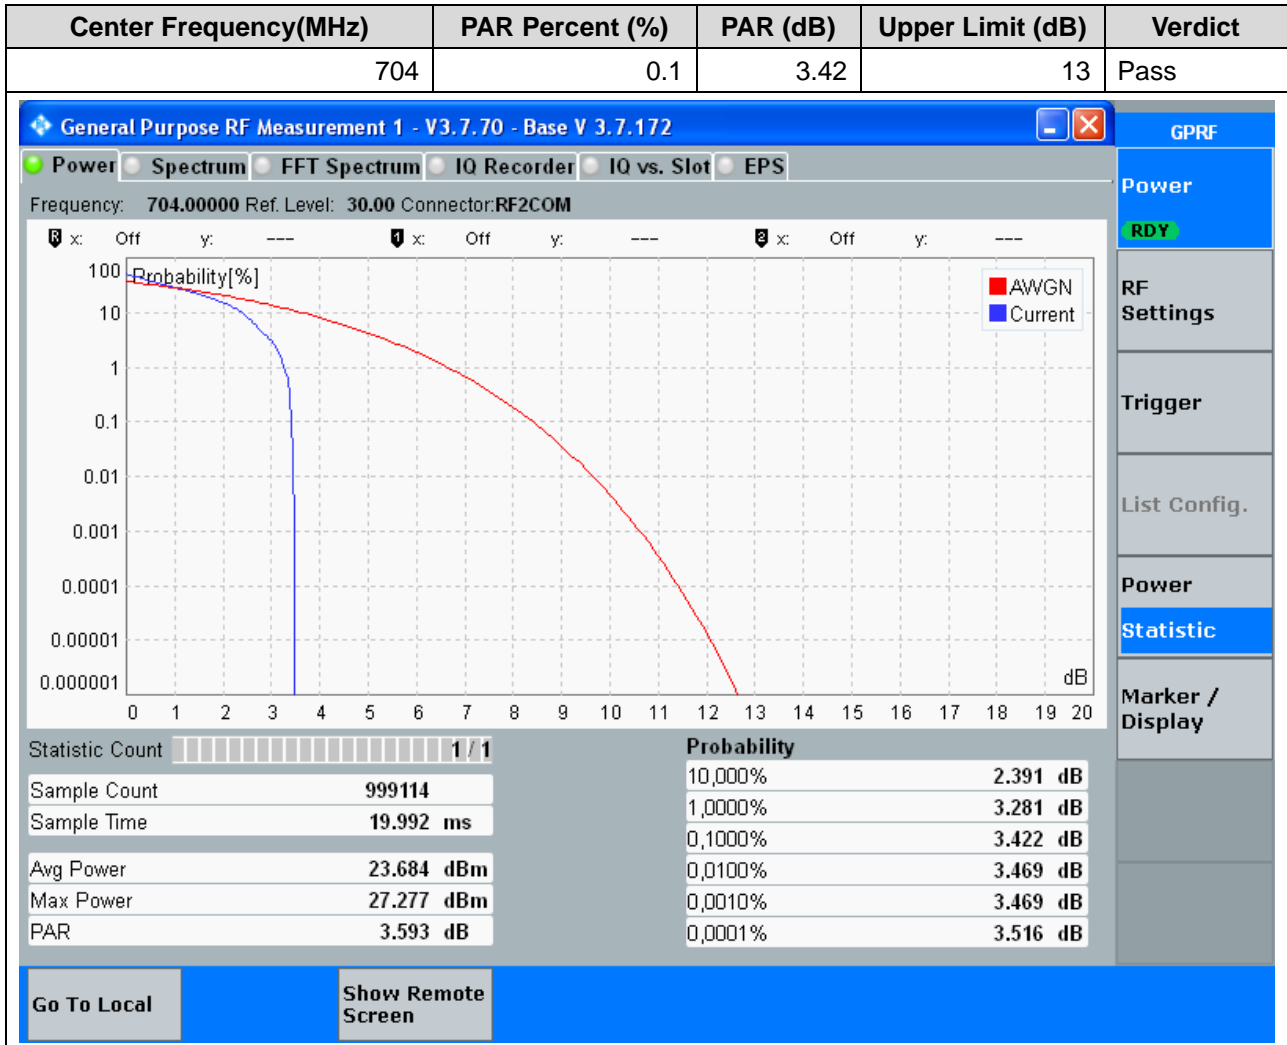 Center Frequency(MHz) PAR Percent (%) PAR (dB) Upper Limit (dB) Verdict
704 0.1 3.42 13 Pass
General Purpose RF Measurement 1 - V3.7.70 - Base V 3.7.172
GPRF
Power Spectrum FFT Spectrum IQ Recorder IQ vs. Slot EPS
Power
RDY
Frequency: 704.00000 Ref. Level: 30.00 Connector:RF2COM
R x: Off y: --- 1 x: Off y: --- 2 x: Off y: ---
Probability[%]
AWGN
Current
100
10
1
0.1
0.01
0.001
0.0001
0.00001
0.000001
dB
0 1 2 3 4 5 6 7 8 9 10 11 12 13 14 15 16 17 18 19 20
RF
Settings
Trigger
List Config.
Power
Statistic
Marker /
Display
Statistic Count 1 / 1
Sample Count 999114
Sample Time 19.992 ms
Avg Power 23.684 dBm
Max Power 27.277 dBm
PAR 3.593 dB
Probability
10,000% 2.391 dB
1,0000% 3.281 dB
0,1000% 3.422 dB
0,0100% 3.469 dB
0,0010% 3.469 dB
0,0001% 3.516 dB
Go To Local
Show Remote
Screen